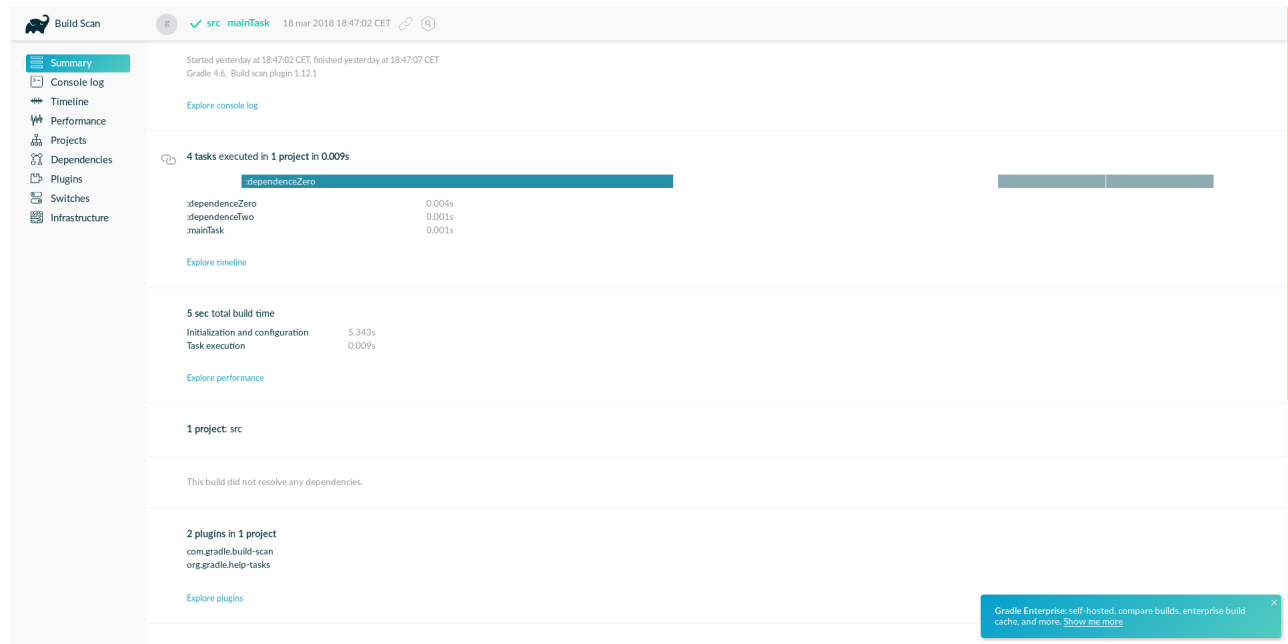 Build Scan
g src mainTask 18 mar 2018 18:47:02 CET
Summary
Console log
Timeline
Performance
Projects
Dependencies
Plugins
Switches
Infrastructure
Started yesterday at 18:47:02 CET, finished yesterday at 18:47:07 CET
Gradle 4.6, Build scan plugin 1.12.1
Explore console log
4 tasks executed in 1 project in 0.009s
:dependenceZero
:dependenceZero 0.004s
:dependenceTwo 0.001s
:mainTask 0.001s
Explore timeline
5 sec total build time
Initialization and configuration 5.343s
Task execution 0.009s
Explore performance
1 project: src
This build did not resolve any dependencies.
2 plugins in 1 project
com.gradle.build-scan
org.gradle.help-tasks
Explore plugins
Gradle Enterprise: self-hosted, compare builds, enterprise build
cache, and more. Show me more